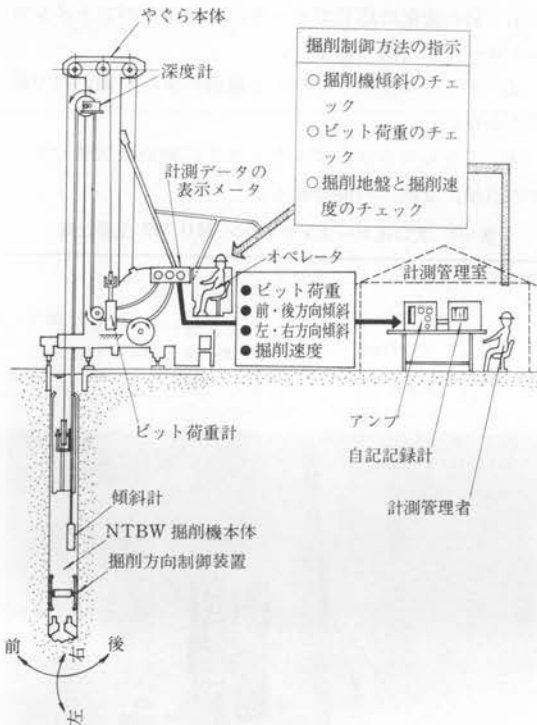 やぐら本体
深度計
計測データの
表示メータ
掘削制御方法の指示
○掘削機傾斜のチェ
ック
○ビット荷重のチェ
ック
○掘削地盤と掘削速
度のチェック
オペレータ
●ビット荷重
●前・後方向傾斜
●左・右方向傾斜
●掘削速度
計測管理室
アンプ
自記記録計
計測管理者
ビット荷重計
傾斜計
NTBW 掘削機本体
掘削方向制御装置
前
後
右
左